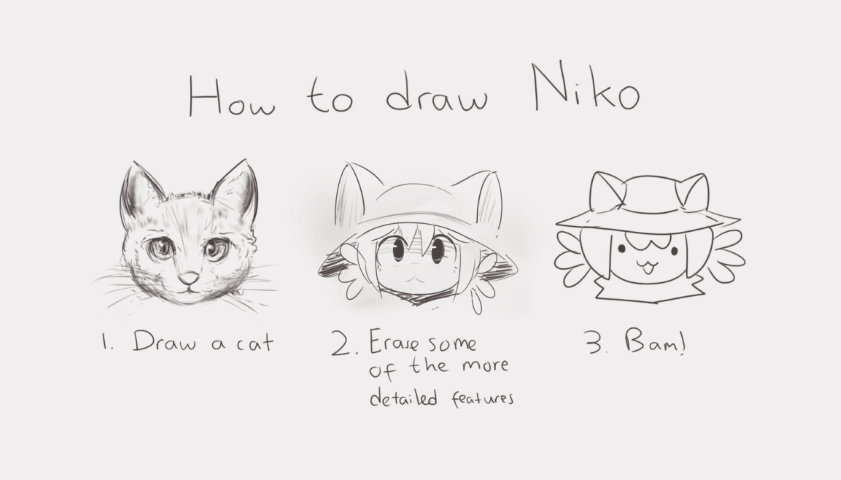 How to draw Niko
1. Draw a cat
2. Erase some
of the more
detailed features
3. Bam!